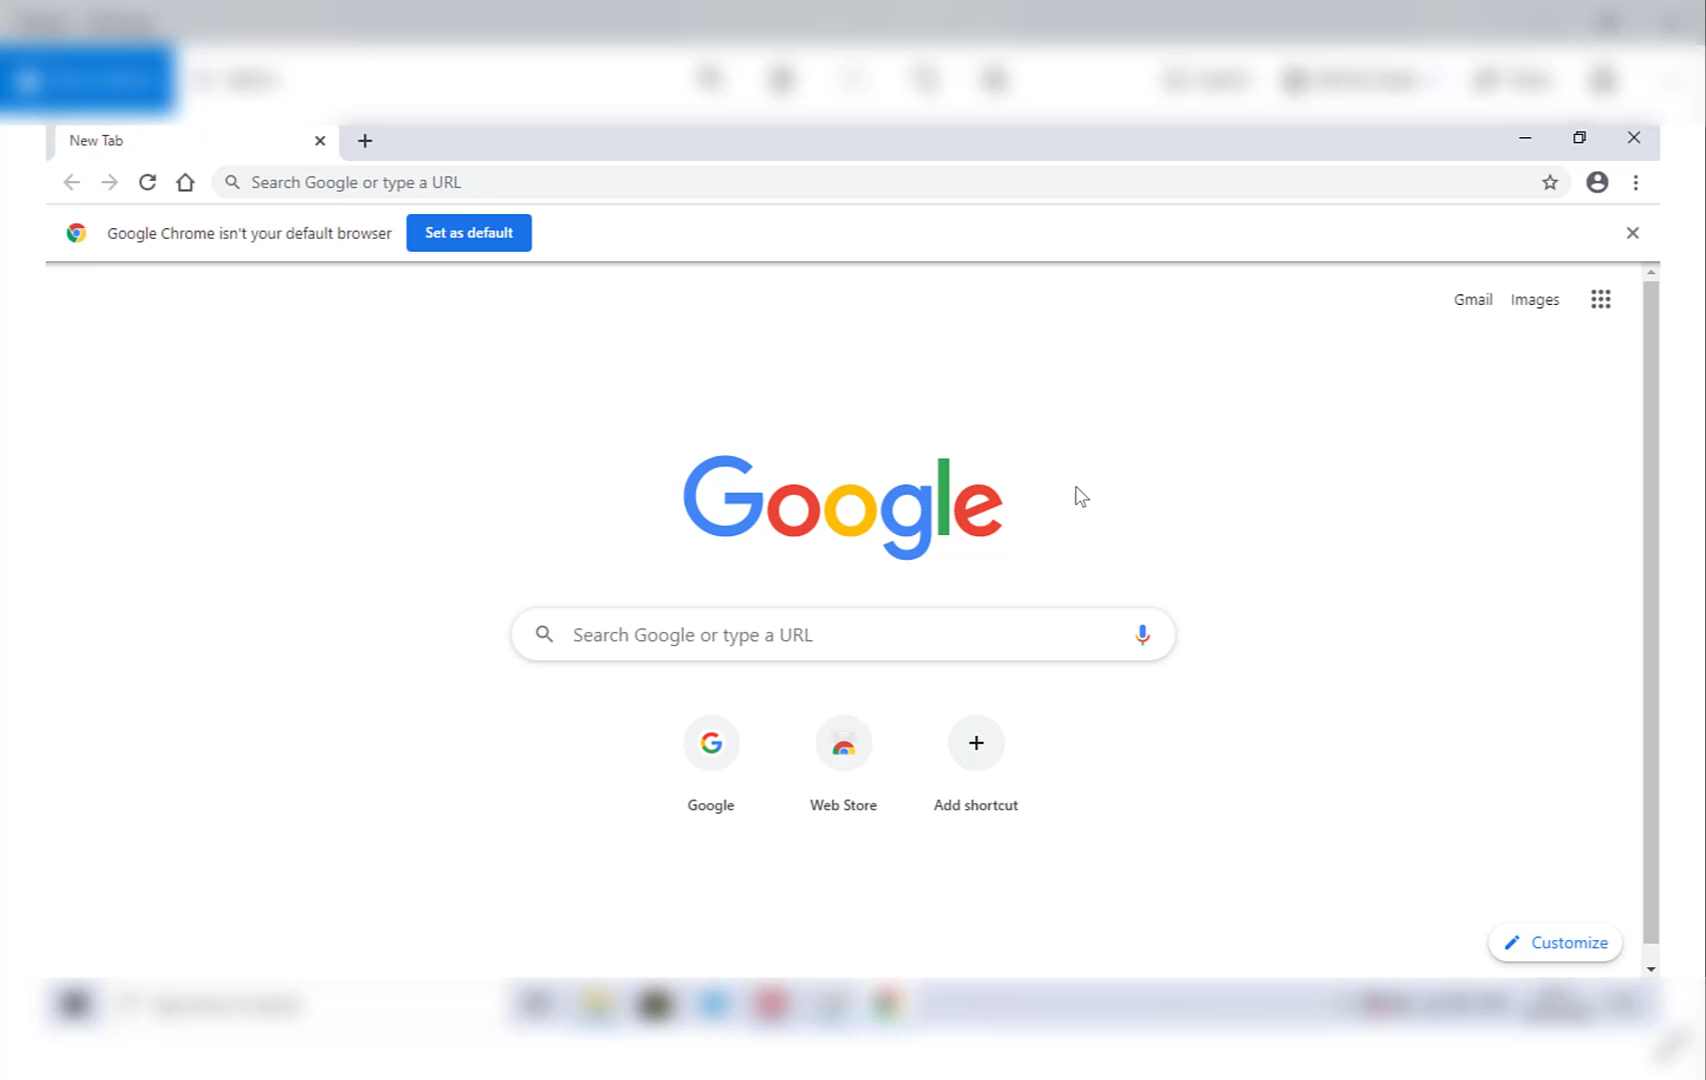 New Tab
Search Google or type a URL
Google Chrome isn't your default browser
Set as default
Gmail
Images
Google
Search Google or type a URL
Google
Web Store
Add shortcut
Customize